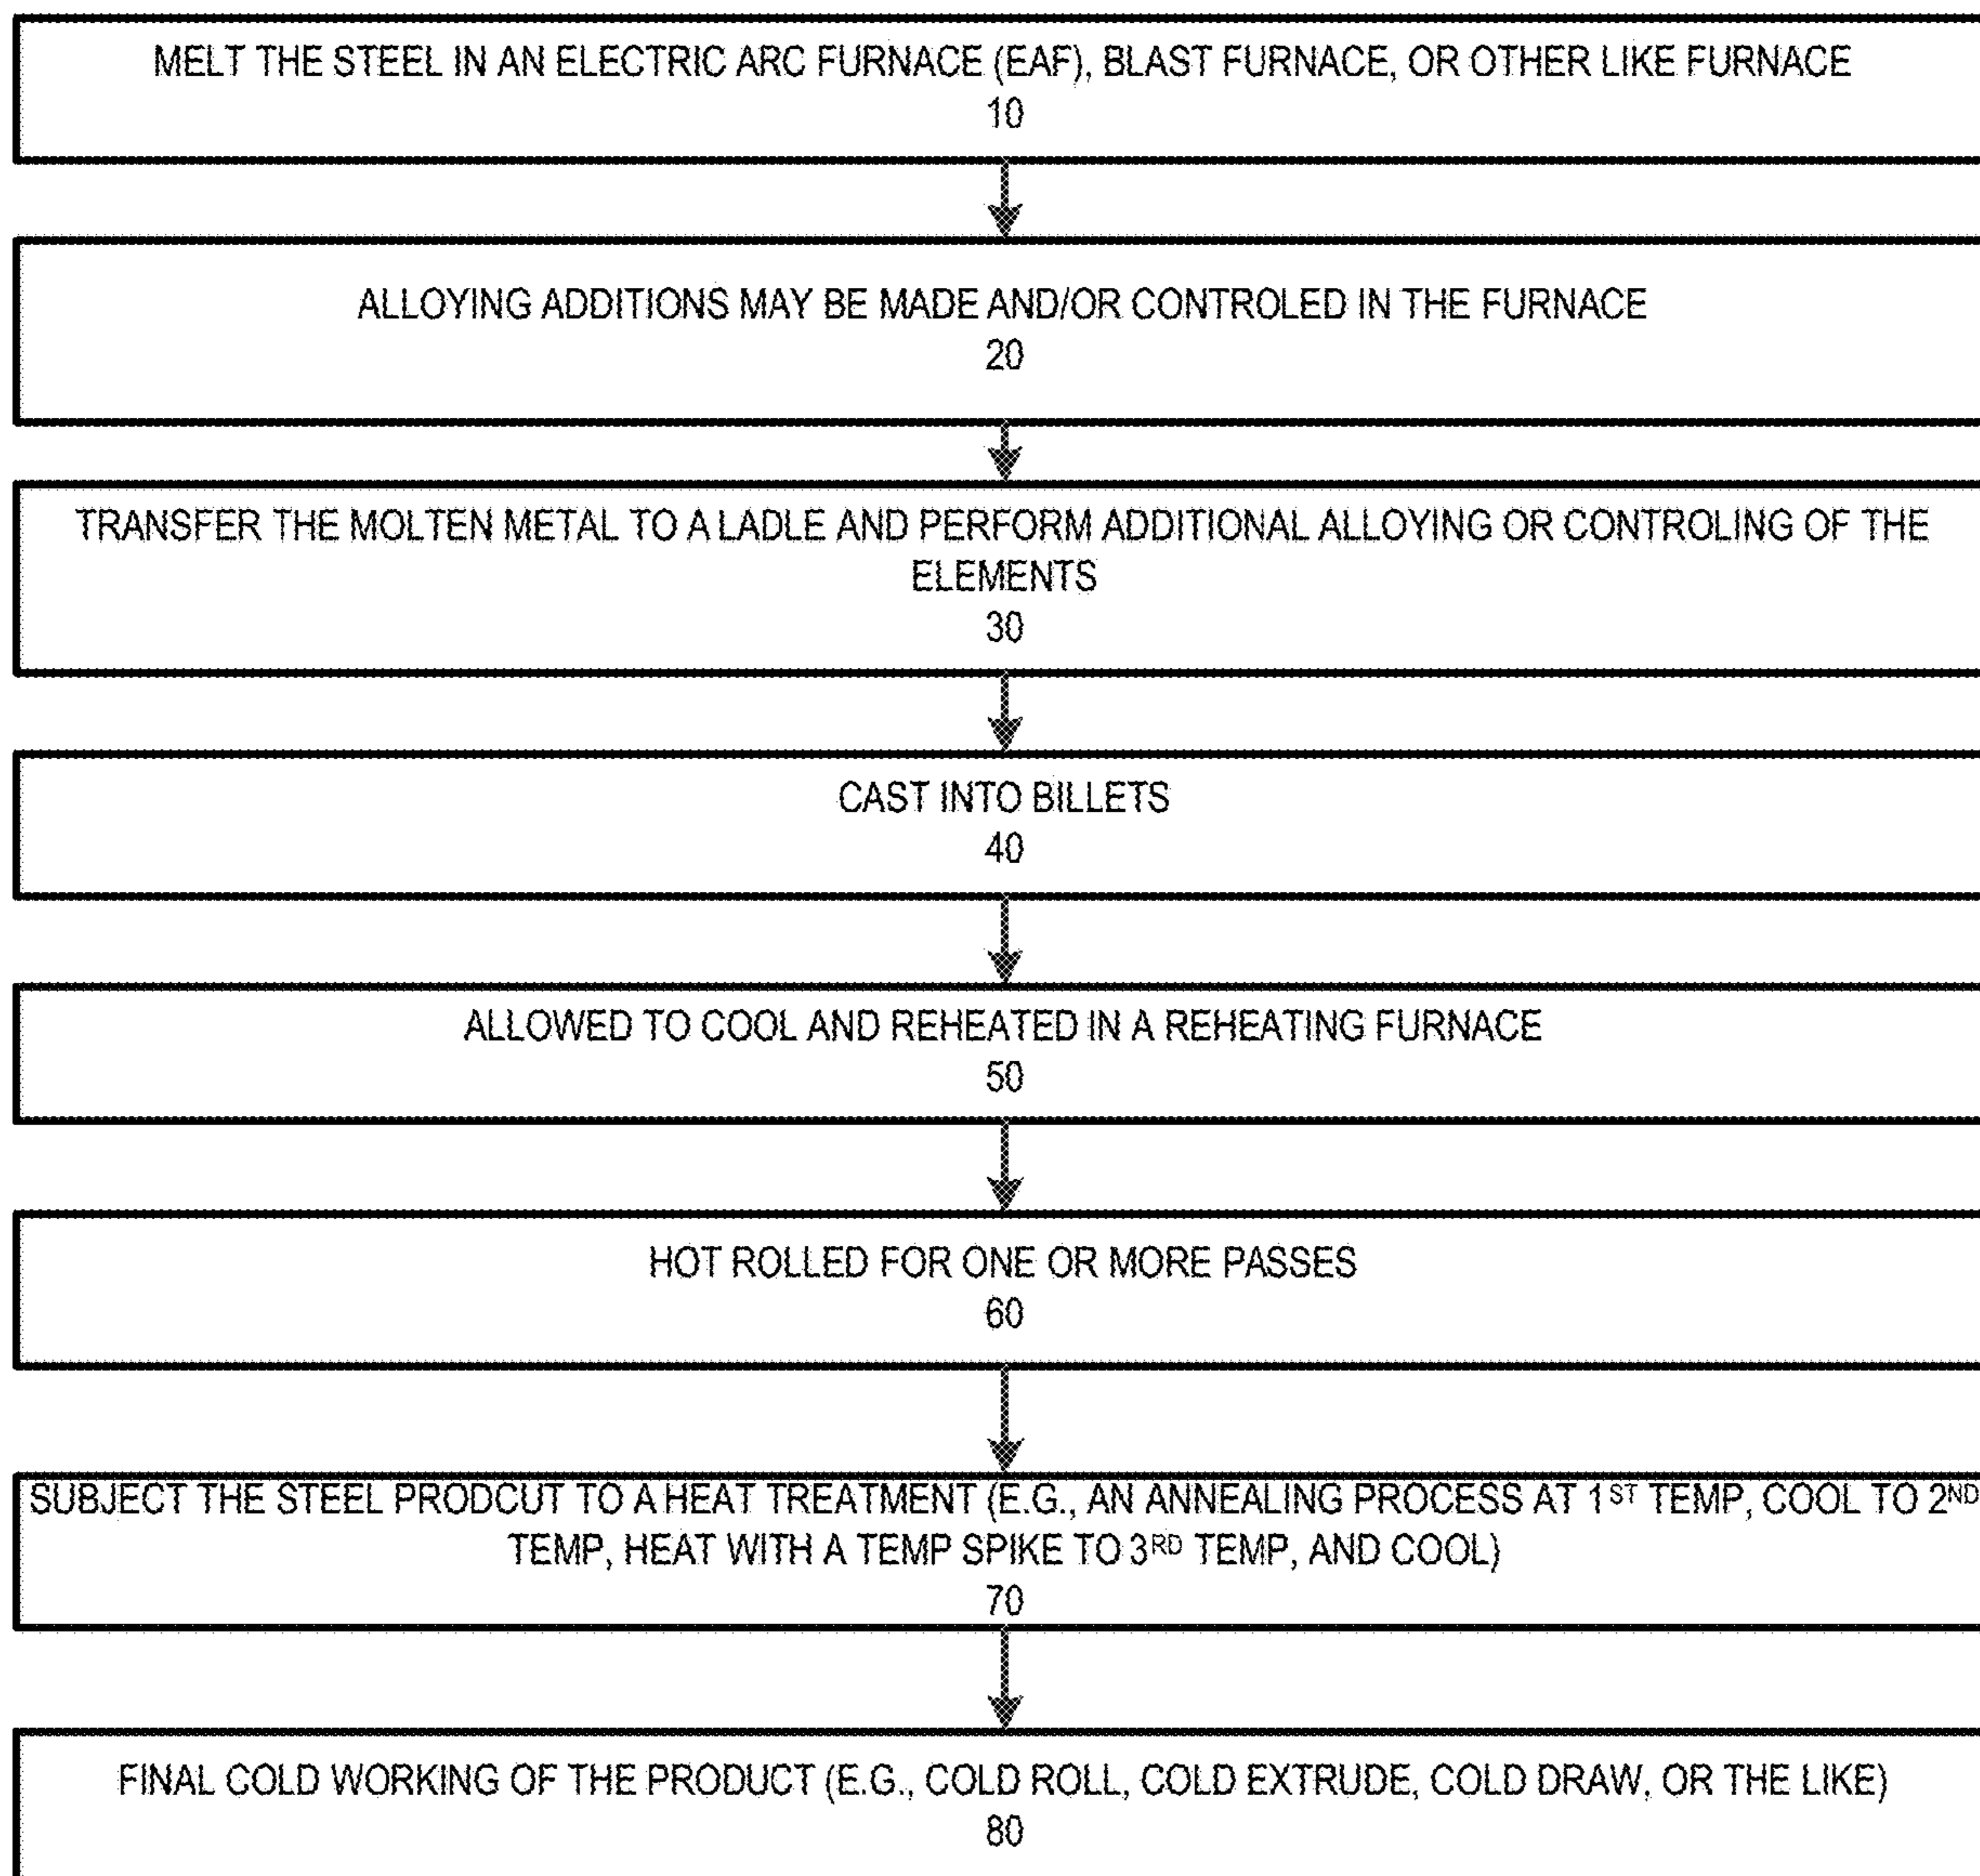 MELT THE STEEL IN AN ELECTRIC ARC FURNACE (EAF), BLAST FURNACE, OR OTHER LIKE FURNACE
10
ALLOYING ADDITIONS MAY BE MADE AND/OR CONTROLED IN THE FURNACE
20
TRANSFER THE MOLTEN METAL TO A LADLE AND PERFORM ADDITIONAL ALLOYING OR CONTROLING OF THE
ELEMENTS
30
CAST INTO BILLETS
40
ALLOWED TO COOL AND REHEATED IN A REHEATING FURNACE
50
HOT ROLLED FOR ONE OR MORE PASSES
60
SUBJECT THE STEEL PRODCUT TO A HEAT TREATMENT (E.G., AN ANNEALING PROCESS AT 1ST TEMP, COOL TO 2ND
TEMP, HEAT WITH A TEMP SPIKE TO 3RD TEMP, AND COOL)
70
FINAL COLD WORKING OF THE PRODUCT (E.G., COLD ROLL, COLD EXTRUDE, COLD DRAW, OR THE LIKE)
80